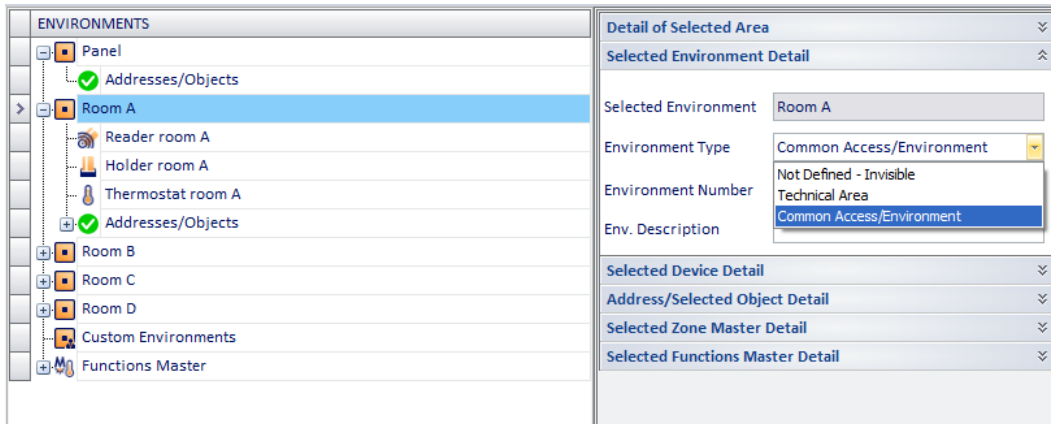 ENVIRONMENTS
Panel
Addresses/Objects
Room A
Reader room A
Holder room A
Thermostat room A
Addresses/Objects
Room B
Room C
Room D
Custom Environments
Functions Master
Detail of Selected Area
Selected Environment Detail
Selected Environment Room A
Environment Type Common Access/Environment
Not Defined - Invisible
Technical Area
Common Access/Environment
Environment Number
Env. Description
Selected Device Detail
Address/Selected Object Detail
Selected Zone Master Detail
Selected Functions Master Detail